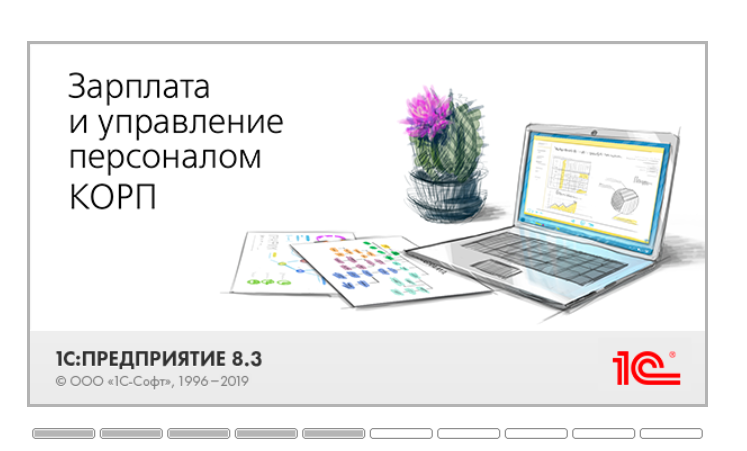 Зарплата
и управление
персоналом
КОРП
1С:ПРЕДПРИЯТИЕ 8.3
© ООО «1С-Софт», 1996–2019
1С®